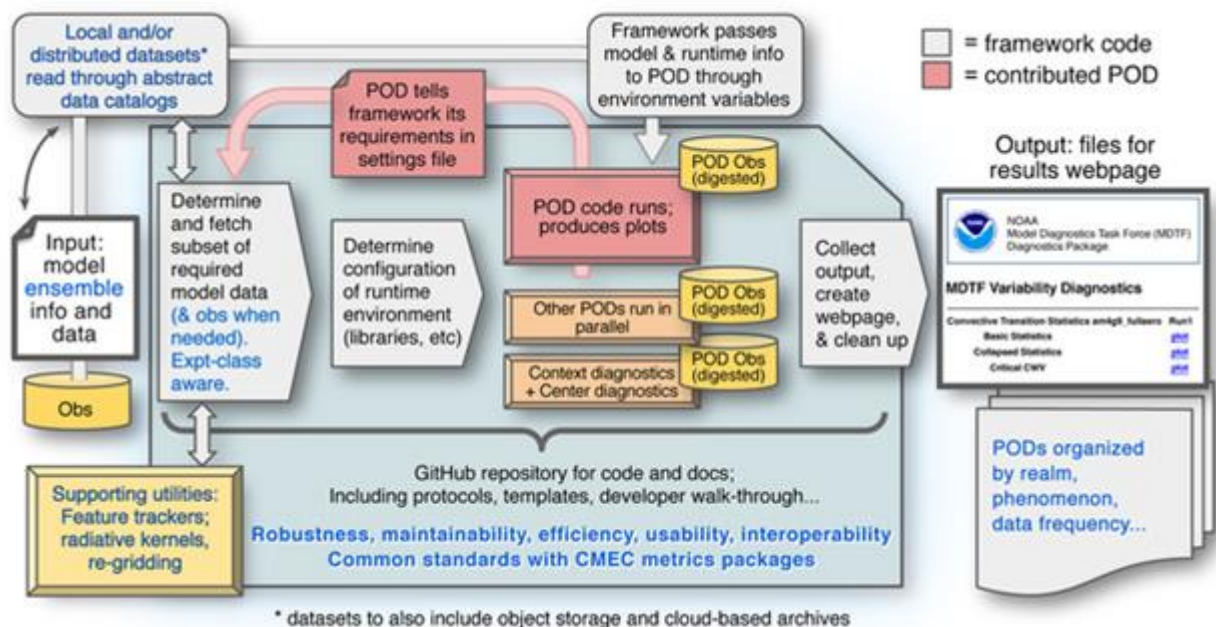 Local and/or
distributed datasets*
read through abstract
data catalogs
Framework passes
model & runtime info
to POD through
environment variables
= framework code
= contributed POD
POD tells
framework its
requirements in
settings file
Input:
model
ensemble
info and
data
Obs
Determine
and fetch
subset of
required
model data
(& obs when
needed).
Expt-class
aware.
Determine
configuration
of runtime
environment
(libraries, etc)
POD Obs
(digested)
POD code runs;
produces plots
POD Obs
(digested)
Other PODs run in
parallel
POD Obs
(digested)
Context diagnostics
+ Center diagnostics
Collect
output,
create
webpage,
& clean up
Output: files for
results webpage
NOAA
Model Diagnostics Task Force (MDTF)
Diagnostics Package
MDTF Variability Diagnostics
Convective Transition Statistics Run1
Basic Statistics plot
Collapsed Statistics plot
Critical CWV plot
PODs organized
by realm,
phenomenon,
data frequency...
Supporting utilities:
Feature trackers;
radiative kernels,
re-gridding
GitHub repository for code and docs;
Including protocols, templates, developer walk-through...
Robustness, maintainability, efficiency, usability, interoperability
Common standards with CMEC metrics packages
* datasets to also include object storage and cloud-based archives